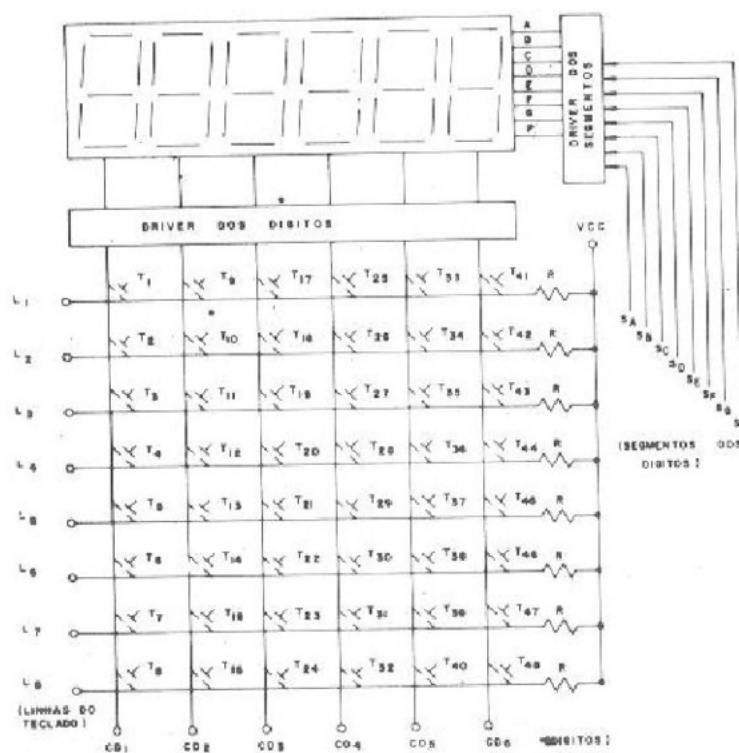 A
B
C
D
E
F
G
P
DRIVER DOS SEGMENTOS
DRIVER DOS DIGITOS
VCC
L1 T1 T9 T17 T25 T33 T41 R
L2 T2 T10 T18 T26 T34 T42 R
L3 T3 T11 T19 T27 T35 T43 R
L4 T4 T12 T20 T28 T36 T44 R
L5 T5 T13 T21 T29 T37 T45 R
L6 T6 T14 T22 T30 T38 T46 R
L7 T7 T15 T23 T31 T39 T47 R
L8 T8 T16 T24 T32 T40 T48 R
SA
SB
SC
SD
SE
SF
SG
(SEGMENTOS DOS
DIGITOS)
(LINHAS DO
TECLADO)
CD1 CD2 CD3 CD4 CD5 CD6 DIGITOS)